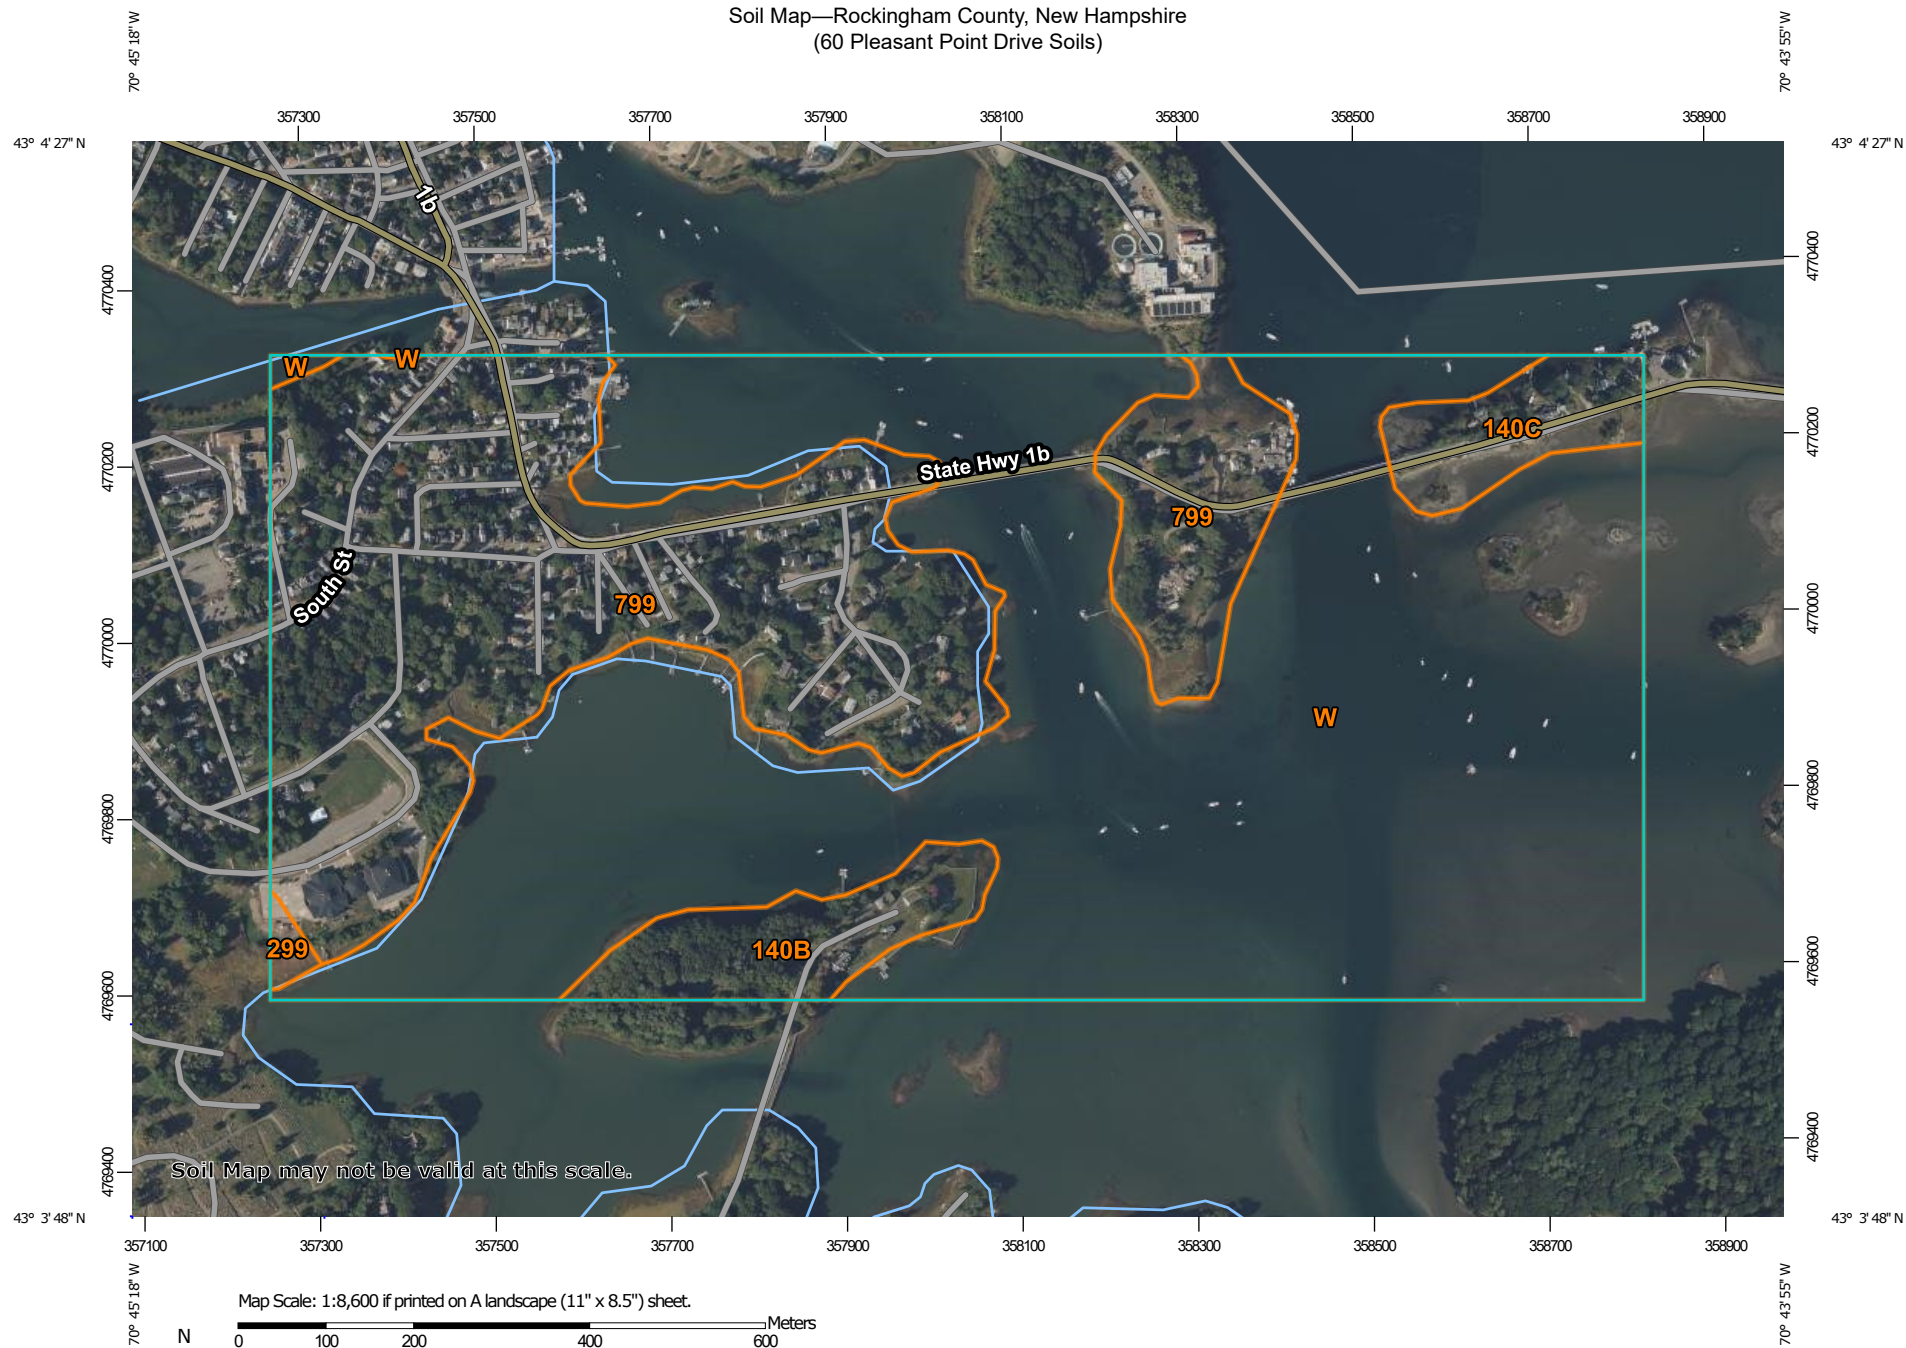 Soil Map—Rockingham County, New Hampshire
(60 Pleasant Point Drive Soils)
70° 45' 18" W
70° 43' 55" W
357300 357500 357700 357900 358100 358300 358500 358700 358900
43° 4' 27" N
43° 4' 27" N
1b
4770400
4770400
W
W
140C
4770200
4770200
State Hwy 1b
799
South St
799
4770000
4770000
W
4769800
4769800
299
140B
4769600
4769600
4769400
4769400
Soil Map may not be valid at this scale.
43° 3' 48" N
43° 3' 48" N
357100 357300 357500 357700 357900 358100 358300 358500 358700 358900
70° 45' 18" W
70° 43' 55" W
Map Scale: 1:8,600 if printed on A landscape (11" x 8.5") sheet.
Meters
N
0 100 200 400 600